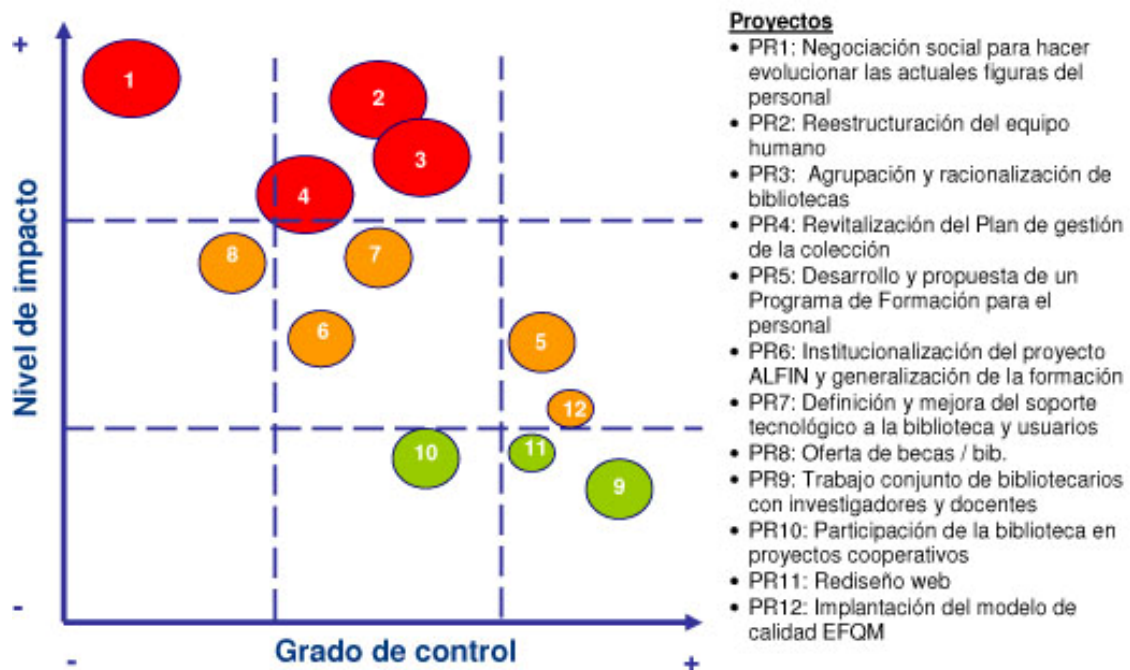 +
Nivel de impacto
-
1
2
3
4
8
7
6
5
12
10
11
9
-
Grado de control
+
Proyectos
• PR1: Negociación social para hacer
evolucionar las actuales figuras del
personal
• PR2: Reestructuración del equipo
humano
• PR3: Agrupación y racionalización de
bibliotecas
• PR4: Revitalización del Plan de gestión
de la colección
• PR5: Desarrollo y propuesta de un
Programa de Formación para el
personal
• PR6: Institucionalización del proyecto
ALFIN y generalización de la formación
• PR7: Definición y mejora del soporte
tecnológico a la biblioteca y usuarios
• PR8: Oferta de becas / bib.
• PR9: Trabajo conjunto de bibliotecarios
con investigadores y docentes
• PR10: Participación de la biblioteca en
proyectos cooperativos
• PR11: Rediseño web
• PR12: Implantación del modelo de
calidad EFQM